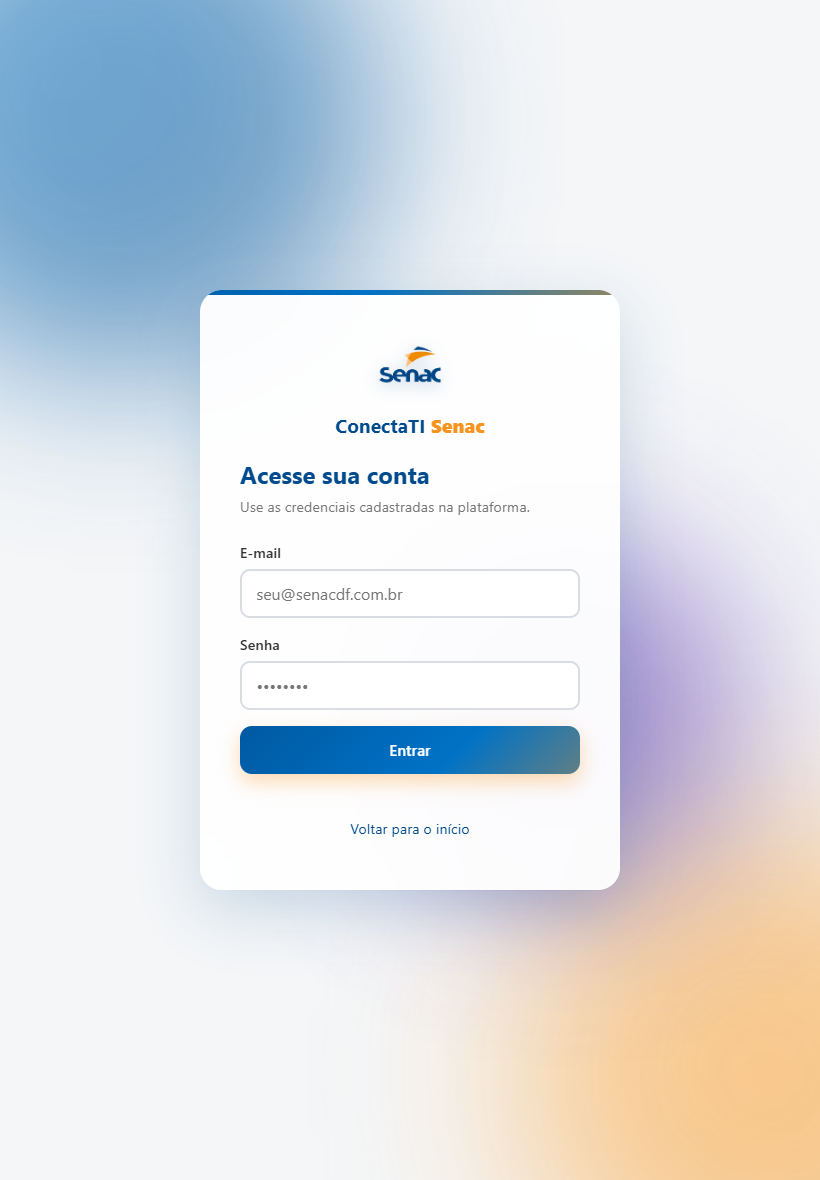 Senac
ConectaTI Senac
Acesse sua conta
Use as credenciais cadastradas na plataforma.
E-mail
seu@senacdf.com.br
Senha
••••••••
Entrar
Voltar para o início